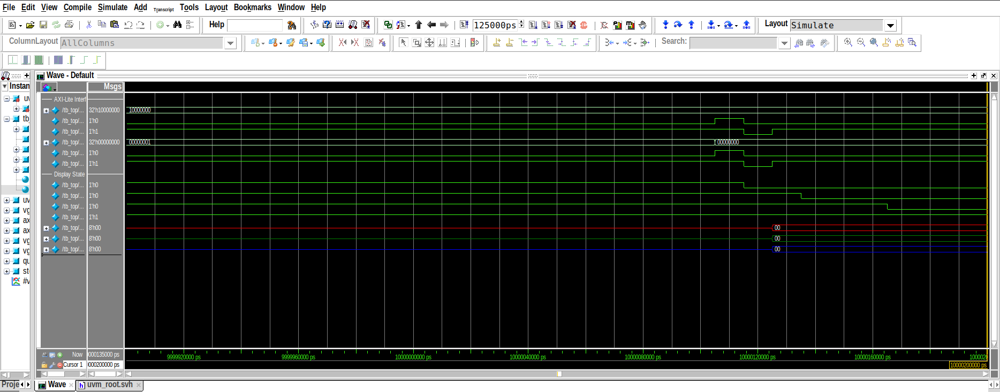 File Edit View Compile Simulate Add Transcript Tools Layout Bookmarks Window Help
Help 125000ps Layout Simulate
ColumnLayout AllColumns Search:
Wave - Default
Instan Msgs
uv AXI-Lite Interf
/tb_top/... 32'h10000000 10000000
tb_ /tb_top/... 1'h0
/tb_top/... 1'h1
/tb_top/... 32'h00000000 00000001 00000000
/tb_top/... 1'h0
/tb_top/... 1'h1
Display State
/tb_top/... 1'h0
/tb_top/... 1'h0
uv /tb_top/... 1'h0
vg
ax /tb_top/... 1'h1
ax /tb_top/... 8'h00 00
vg /tb_top/... 8'h00 00
vg /tb_top/... 8'h00 00
qu
st
#v
Now 0000135000 ps 9999920000 ps 9999960000 ps 10000000000 ps 10000040000 ps 10000080000 ps 10000120000 ps 10000160000 ps 1000020
Cursor 1 0000200000 ps 10000200000 ps
Proje Wave uvm_root.svh